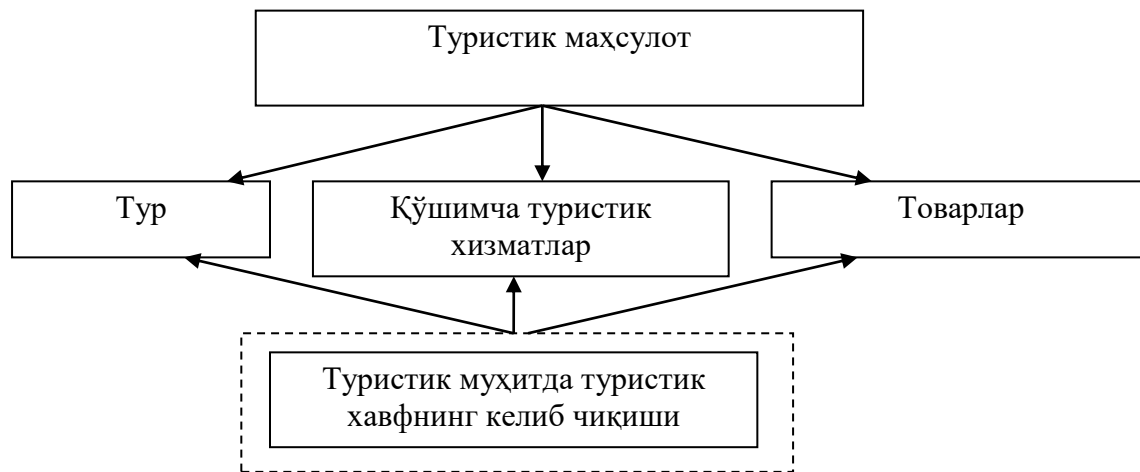 Туристик маҳсулот
Тур
Қўшимча туристик
хизматлар
Товарлар
Туристик муҳитда туристик
хавфнинг келиб чиқиши